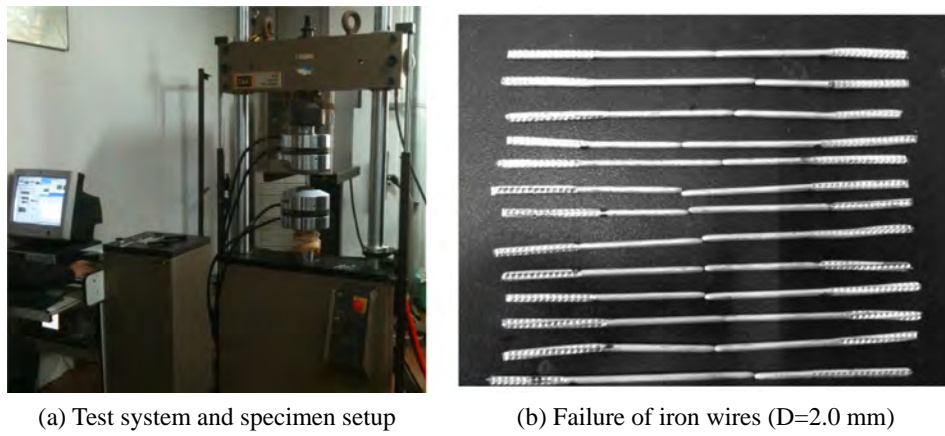 (a) Test system and specimen setup
(b) Failure of iron wires (D=2.0 mm)